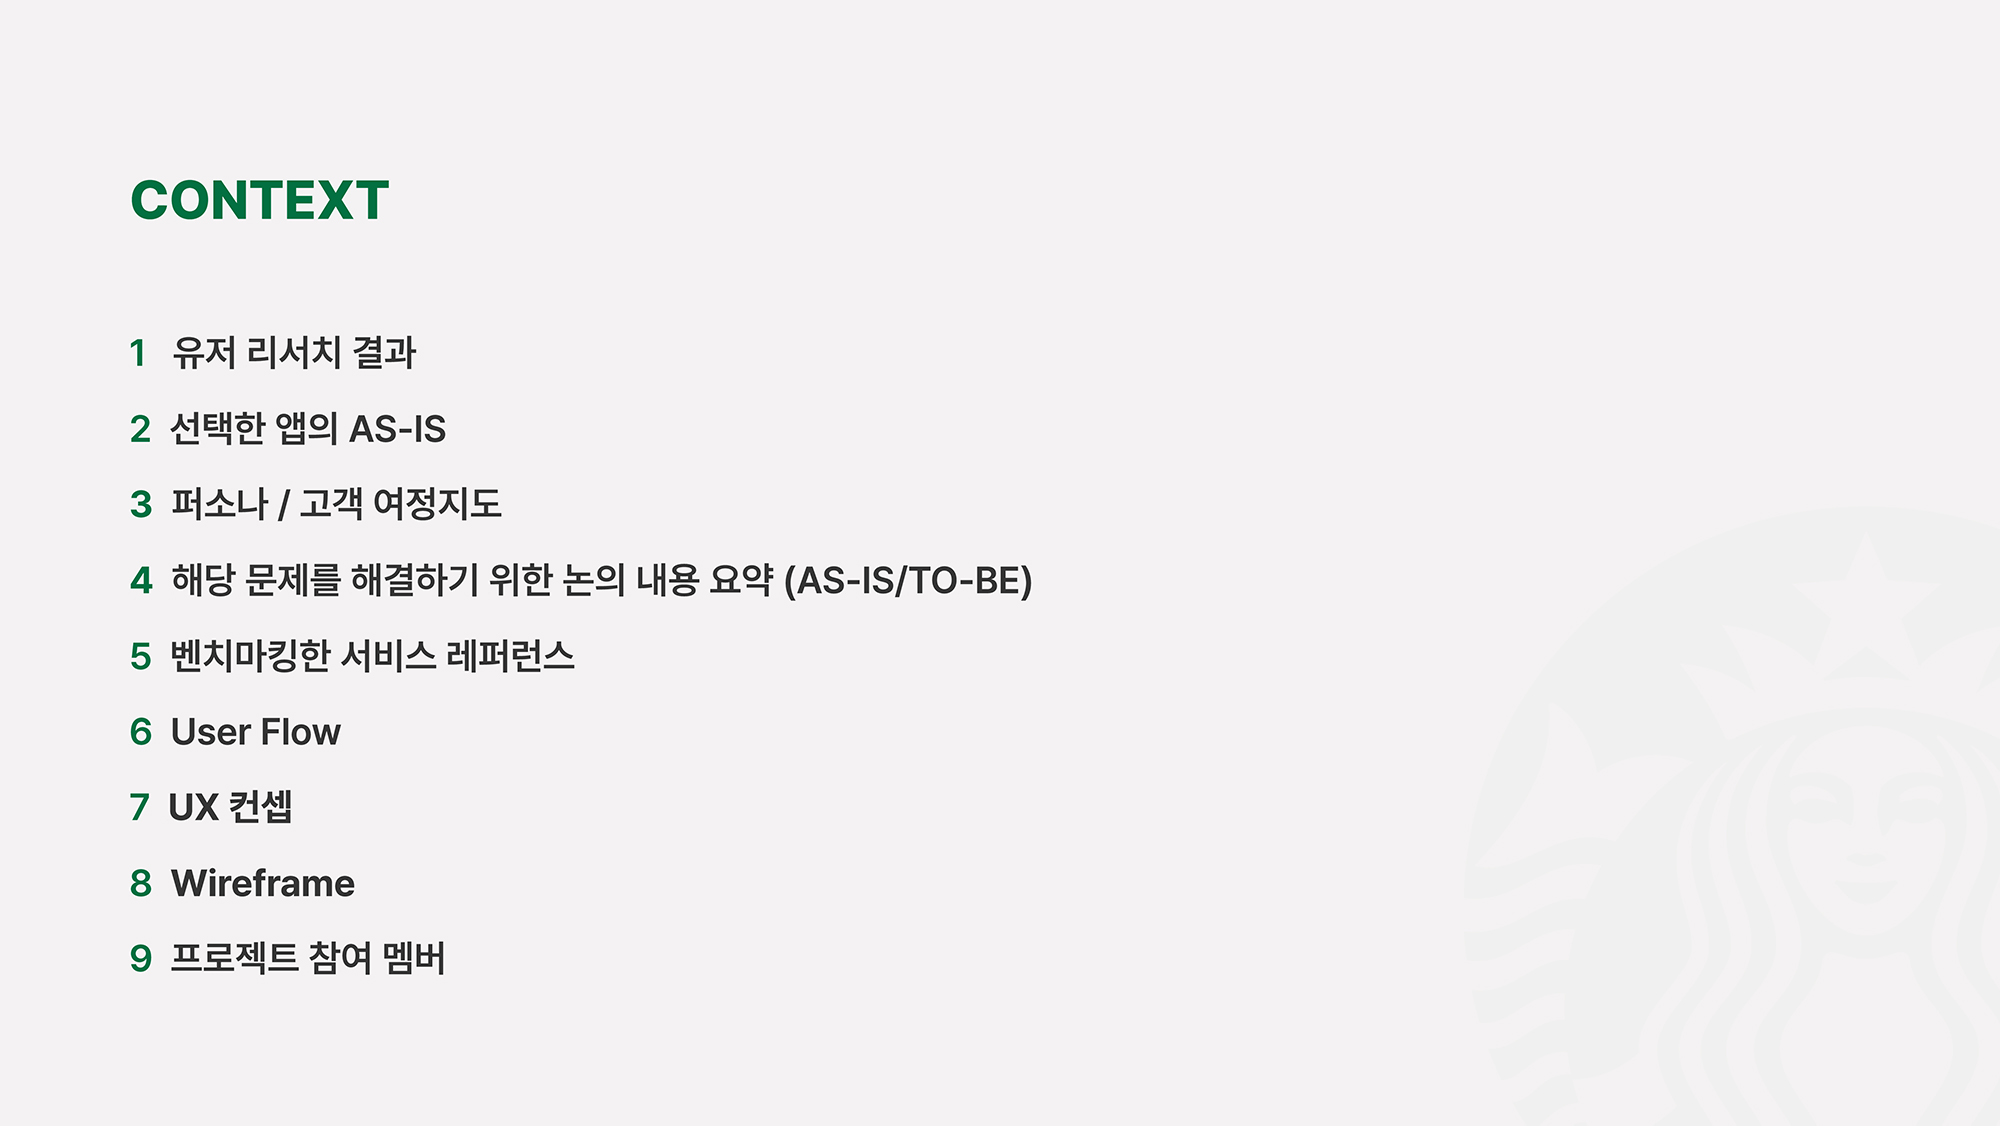 CONTEXT
1 유저 리서치 결과
2 선택한 앱의 AS-IS
3 퍼소나 / 고객 여정지도
4 해당 문제를 해결하기 위한 논의 내용 요약 (AS-IS/TO-BE)
5 벤치마킹한 서비스 레퍼런스
6 User Flow
7 UX 컨셉
8 Wireframe
9 프로젝트 참여 멤버